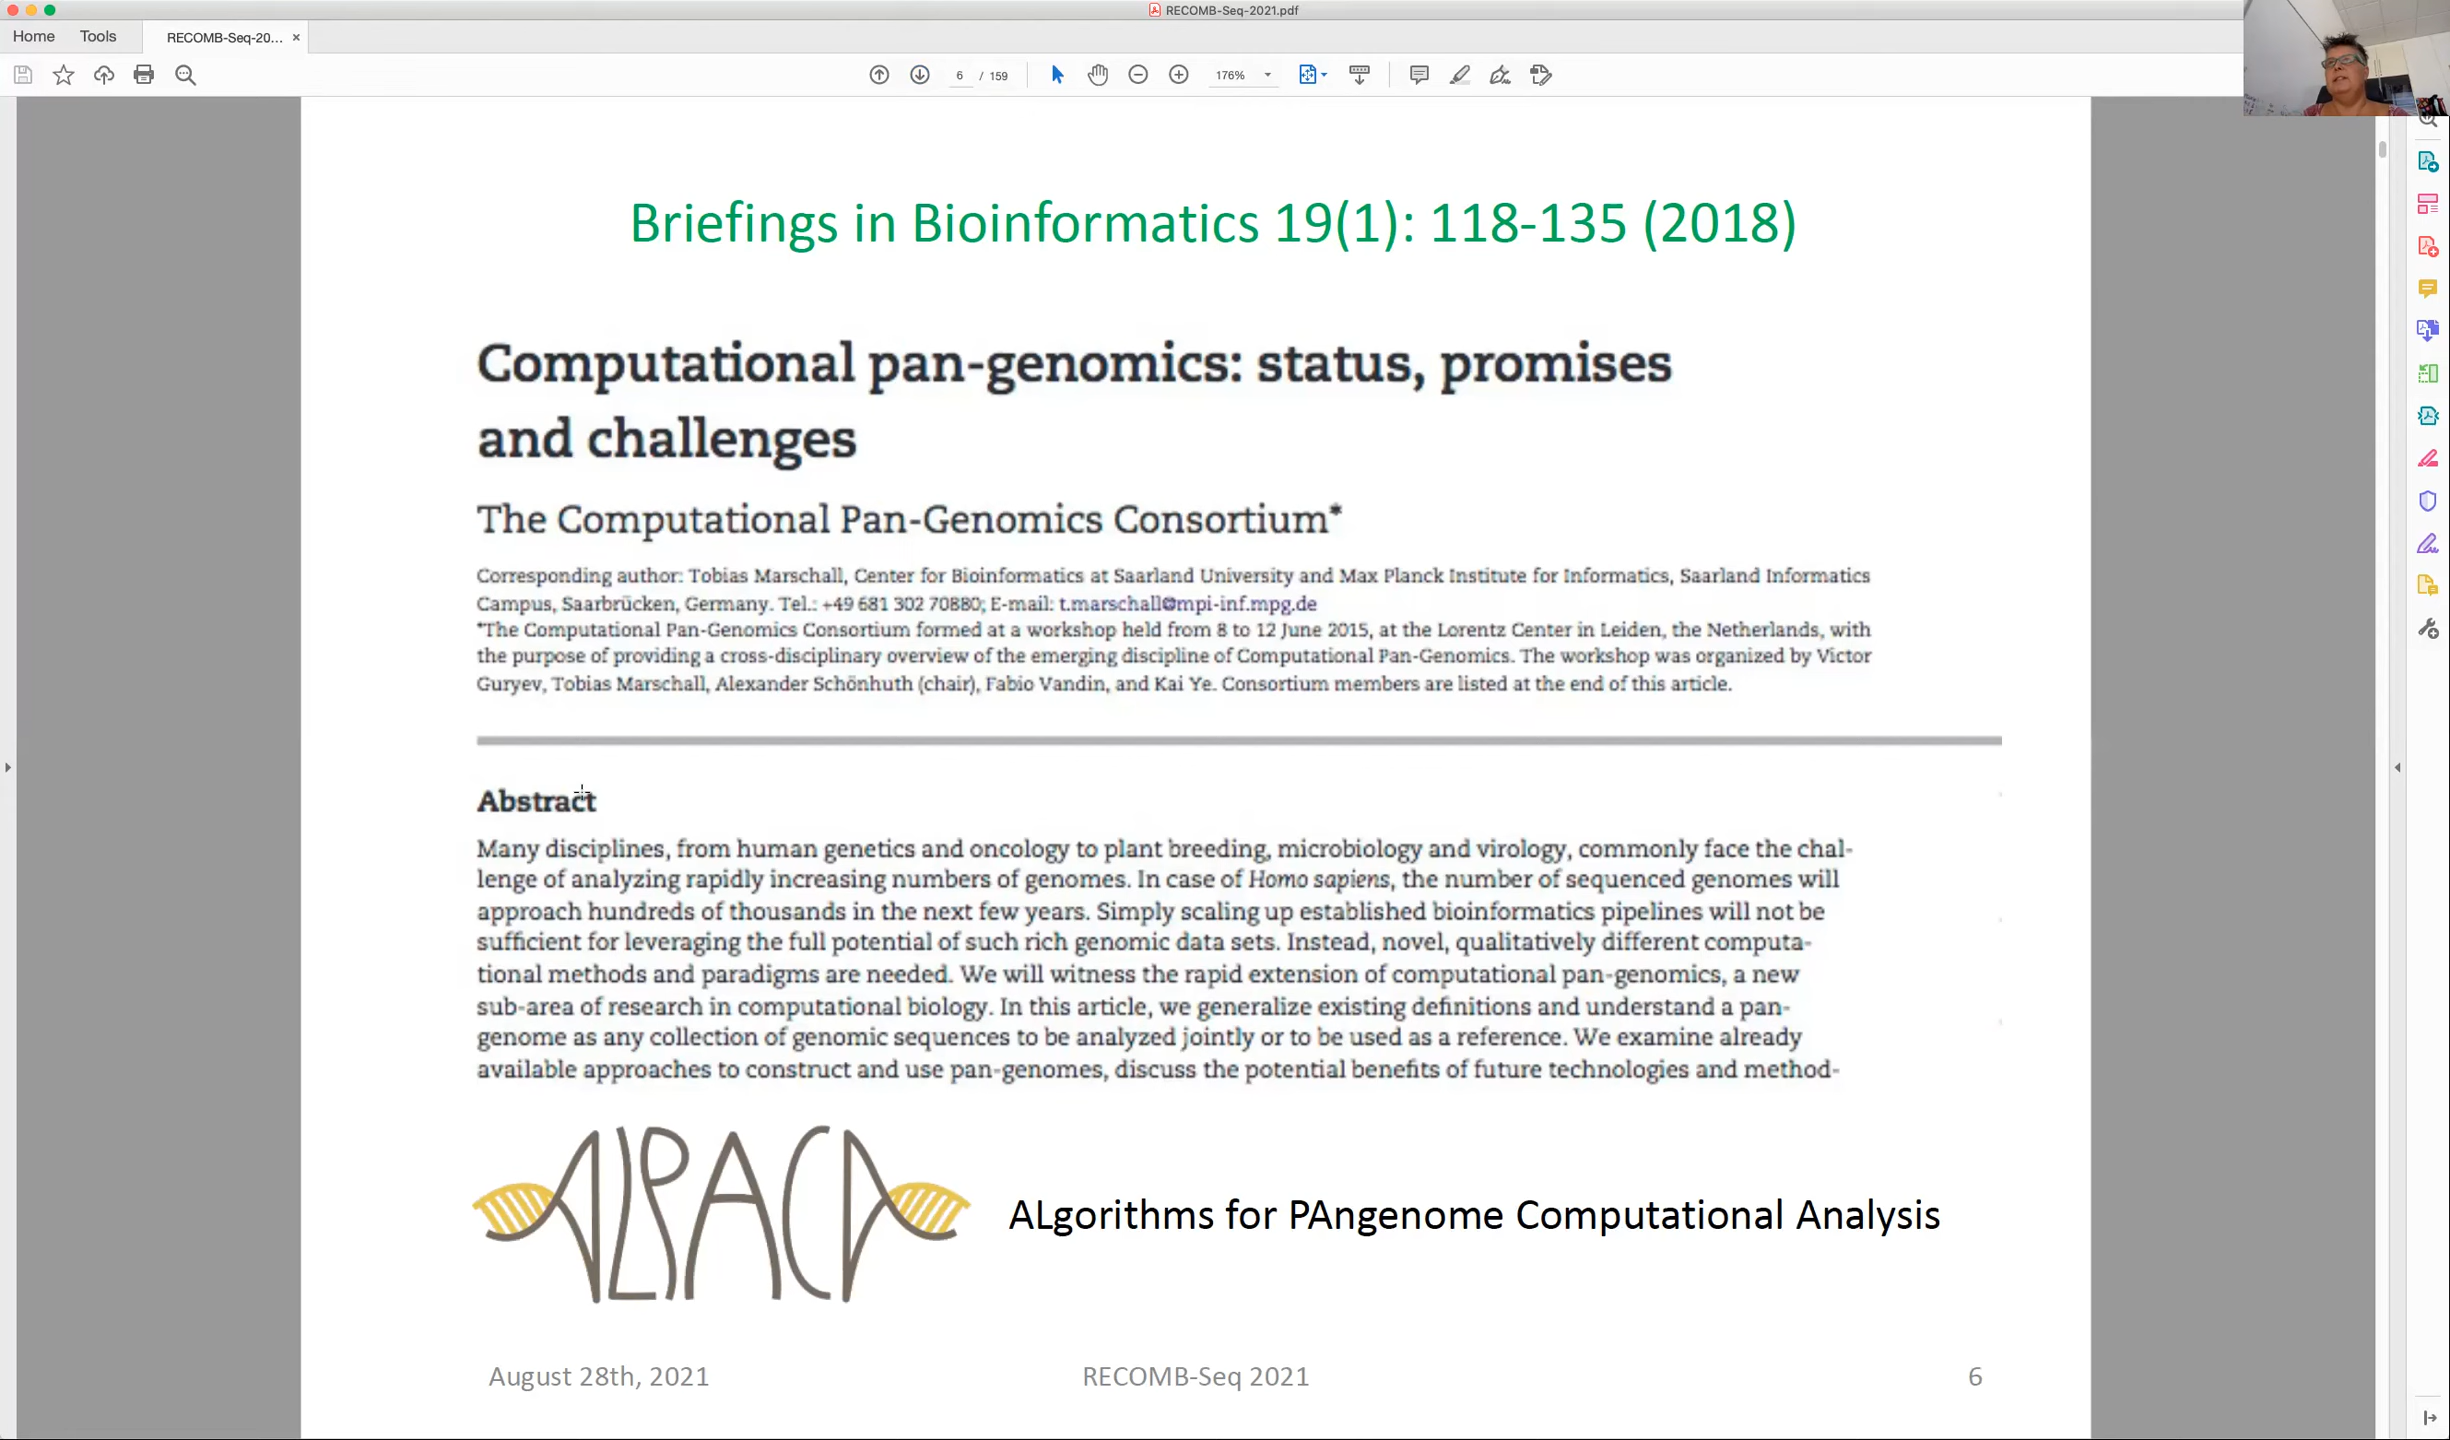 RECOMB-Seq-2021.pdf
Home Tools RECOMB-Seq-20... ×
6 / 159 176%
Briefings in Bioinformatics 19(1): 118-135 (2018)
Computational pan-genomics: status, promises
and challenges
The Computational Pan-Genomics Consortium*
Corresponding author: Tobias Marschall, Center for Bioinformatics at Saarland University and Max Planck Institute for Informatics, Saarland Informatics
Campus, Saarbrücken, Germany. Tel.: +49 681 302 70880; E-mail: t.marschall@mpi-inf.mpg.de
*The Computational Pan-Genomics Consortium formed at a workshop held from 8 to 12 June 2015, at the Lorentz Center in Leiden, the Netherlands, with
the purpose of providing a cross-disciplinary overview of the emerging discipline of Computational Pan-Genomics. The workshop was organized by Victor
Guryev, Tobias Marschall, Alexander Schönhuth (chair), Fabio Vandin, and Kai Ye. Consortium members are listed at the end of this article.
Abstract
Many disciplines, from human genetics and oncology to plant breeding, microbiology and virology, commonly face the chal-
lenge of analyzing rapidly increasing numbers of genomes. In case of Homo sapiens, the number of sequenced genomes will
approach hundreds of thousands in the next few years. Simply scaling up established bioinformatics pipelines will not be
sufficient for leveraging the full potential of such rich genomic data sets. Instead, novel, qualitatively different computa-
tional methods and paradigms are needed. We will witness the rapid extension of computational pan-genomics, a new
sub-area of research in computational biology. In this article, we generalize existing definitions and understand a pan-
genome as any collection of genomic sequences to be analyzed jointly or to be used as a reference. We examine already
available approaches to construct and use pan-genomes, discuss the potential benefits of future technologies and method-
ALPACA
ALgorithms for PAngenome Computational Analysis
August 28th, 2021 RECOMB-Seq 2021 6